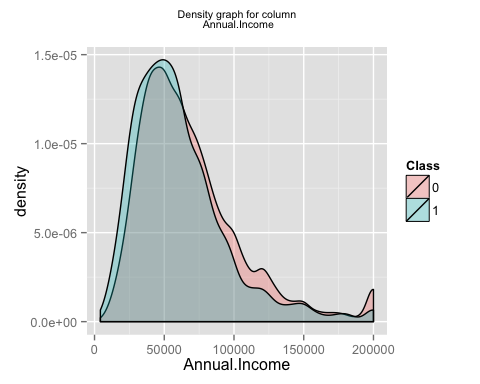 Density graph for column
Annual.Income
1.5e-05
1.0e-05
5.0e-06
0.0e+00
density
0
50000
100000
150000
200000
Annual.Income
Class
0
1